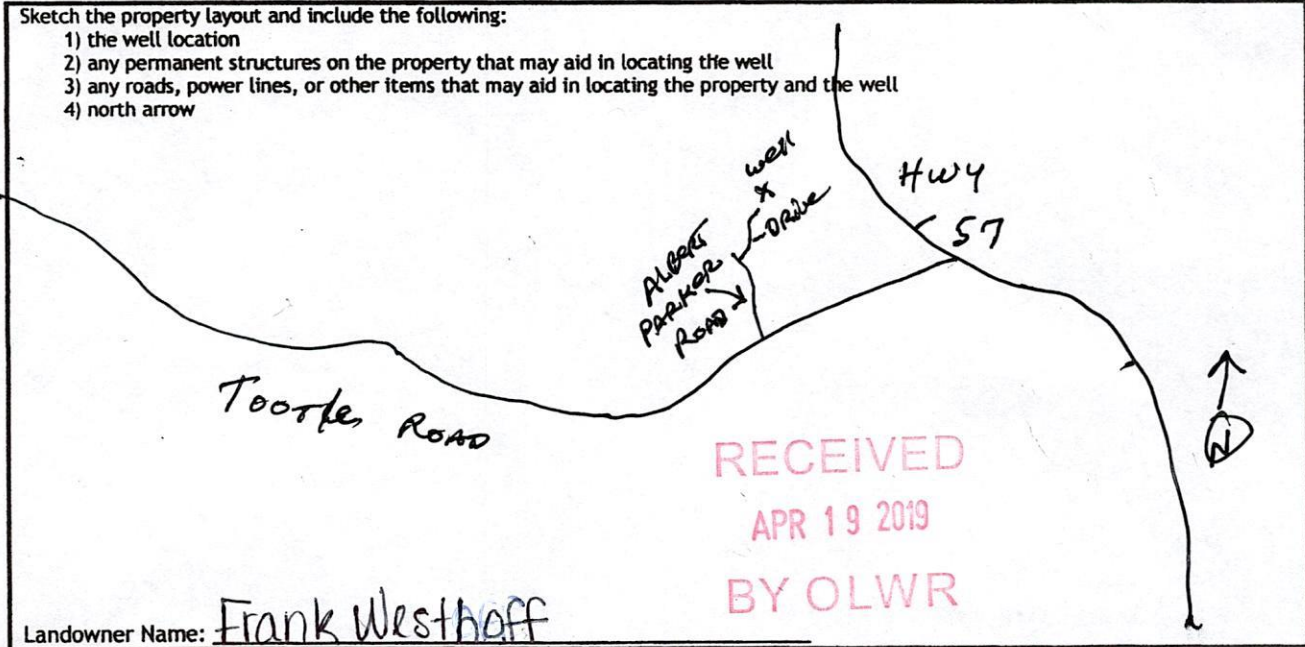 Sketch the property layout and include the following:
1) the well location
2) any permanent structures on the property that may aid in locating the well
3) any roads, power lines, or other items that may aid in locating the property and the well
4) north arrow
well
X
DRIVE
ALBERT
PARKER
ROAD
HWY
57
ROAD
N
RECEIVED
APR 19 2019
BY OLWR
Landowner Name: Frank Westhoff